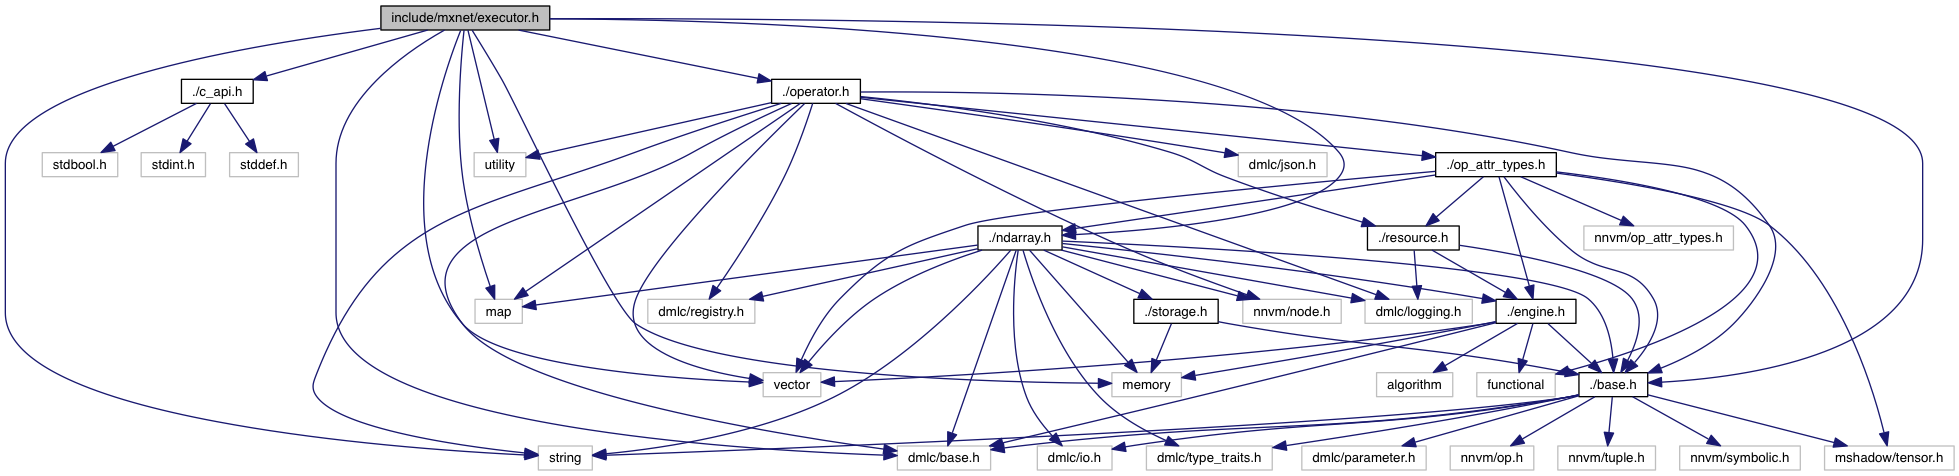 include/mxnet/executor.h
./c_api.h
./operator.h
stdbool.h
stdint.h
stddef.h
utility
dmlc/json.h
./op_attr_types.h
./ndarray.h
./resource.h
nnvm/op_attr_types.h
map
dmlc/registry.h
./storage.h
nnvm/node.h
dmlc/logging.h
./engine.h
vector
memory
algorithm
functional
./base.h
string
dmlc/base.h
dmlc/io.h
dmlc/type_traits.h
dmlc/parameter.h
nnvm/op.h
nnvm/tuple.h
nnvm/symbolic.h
mshadow/tensor.h